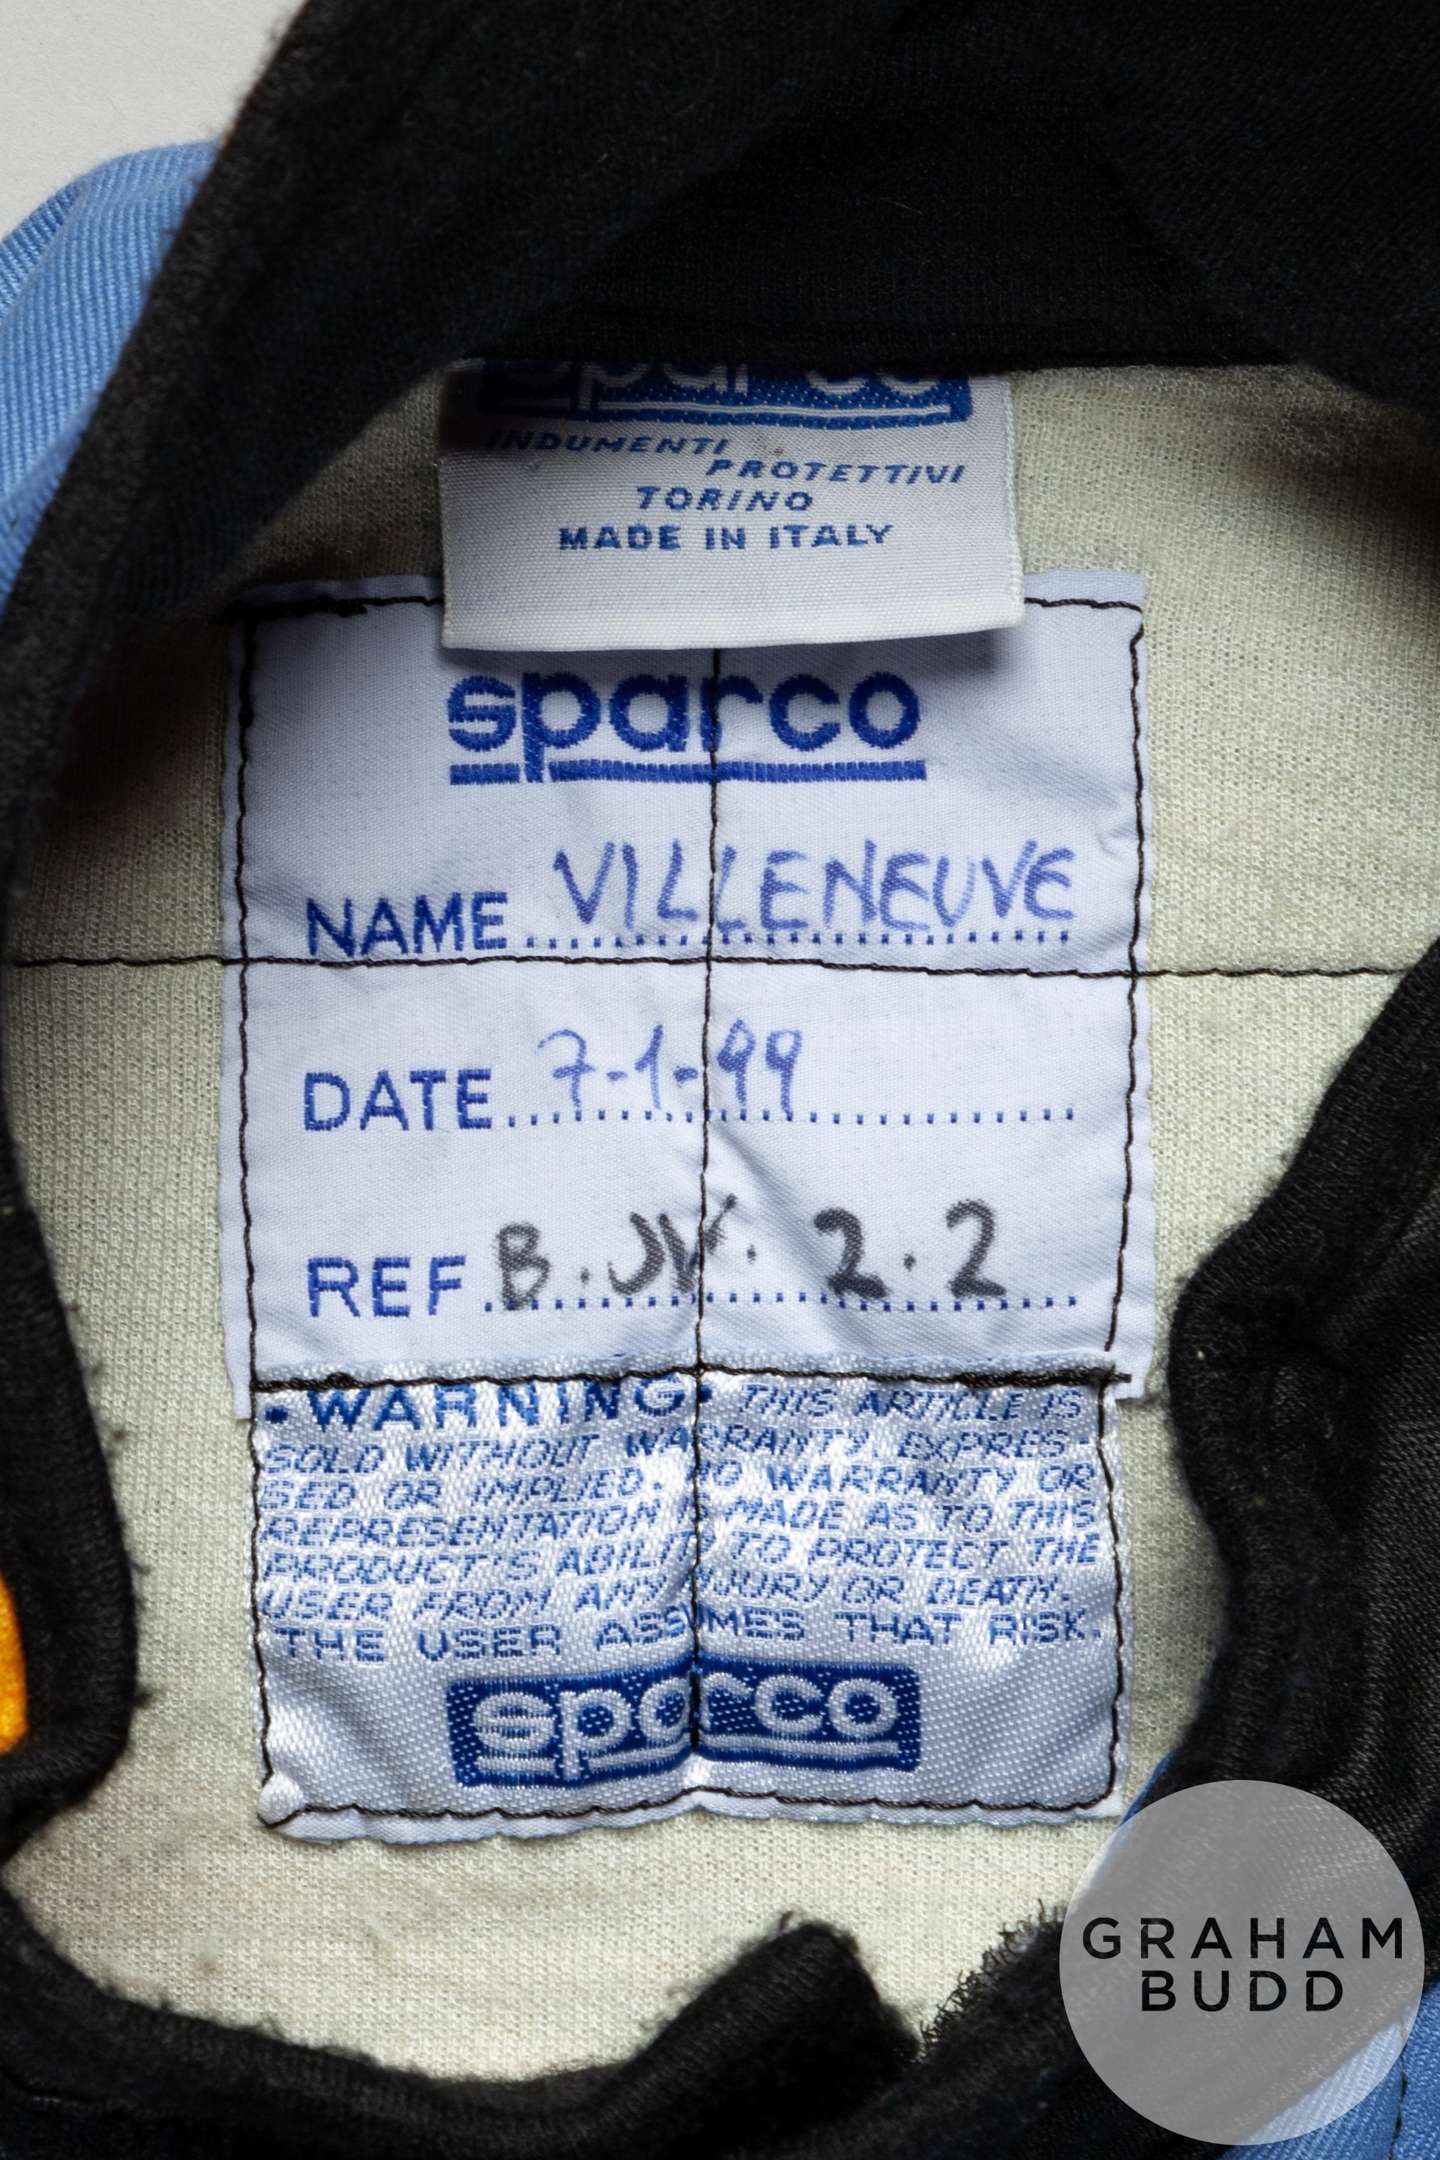 sparco
INDUMENTI
PROTETTIVI
TORINO
MADE IN ITALY
sparco
NAME VILLENEUVE
DATE 7-1-99
REF B.JV. 2.2
•WARNING• THIS ARTICLE IS
SOLD WITHOUT WARRANTY EXPRES-
SED OR IMPLIED. NO WARRANTY OR
REPRESENTATION IS MADE AS TO THIS
PRODUCT'S ABILITY TO PROTECT THE
USER FROM ANY INJURY OR DEATH.
THE USER ASSUMES THAT RISK.
sparco
GRAHAM
BUDD